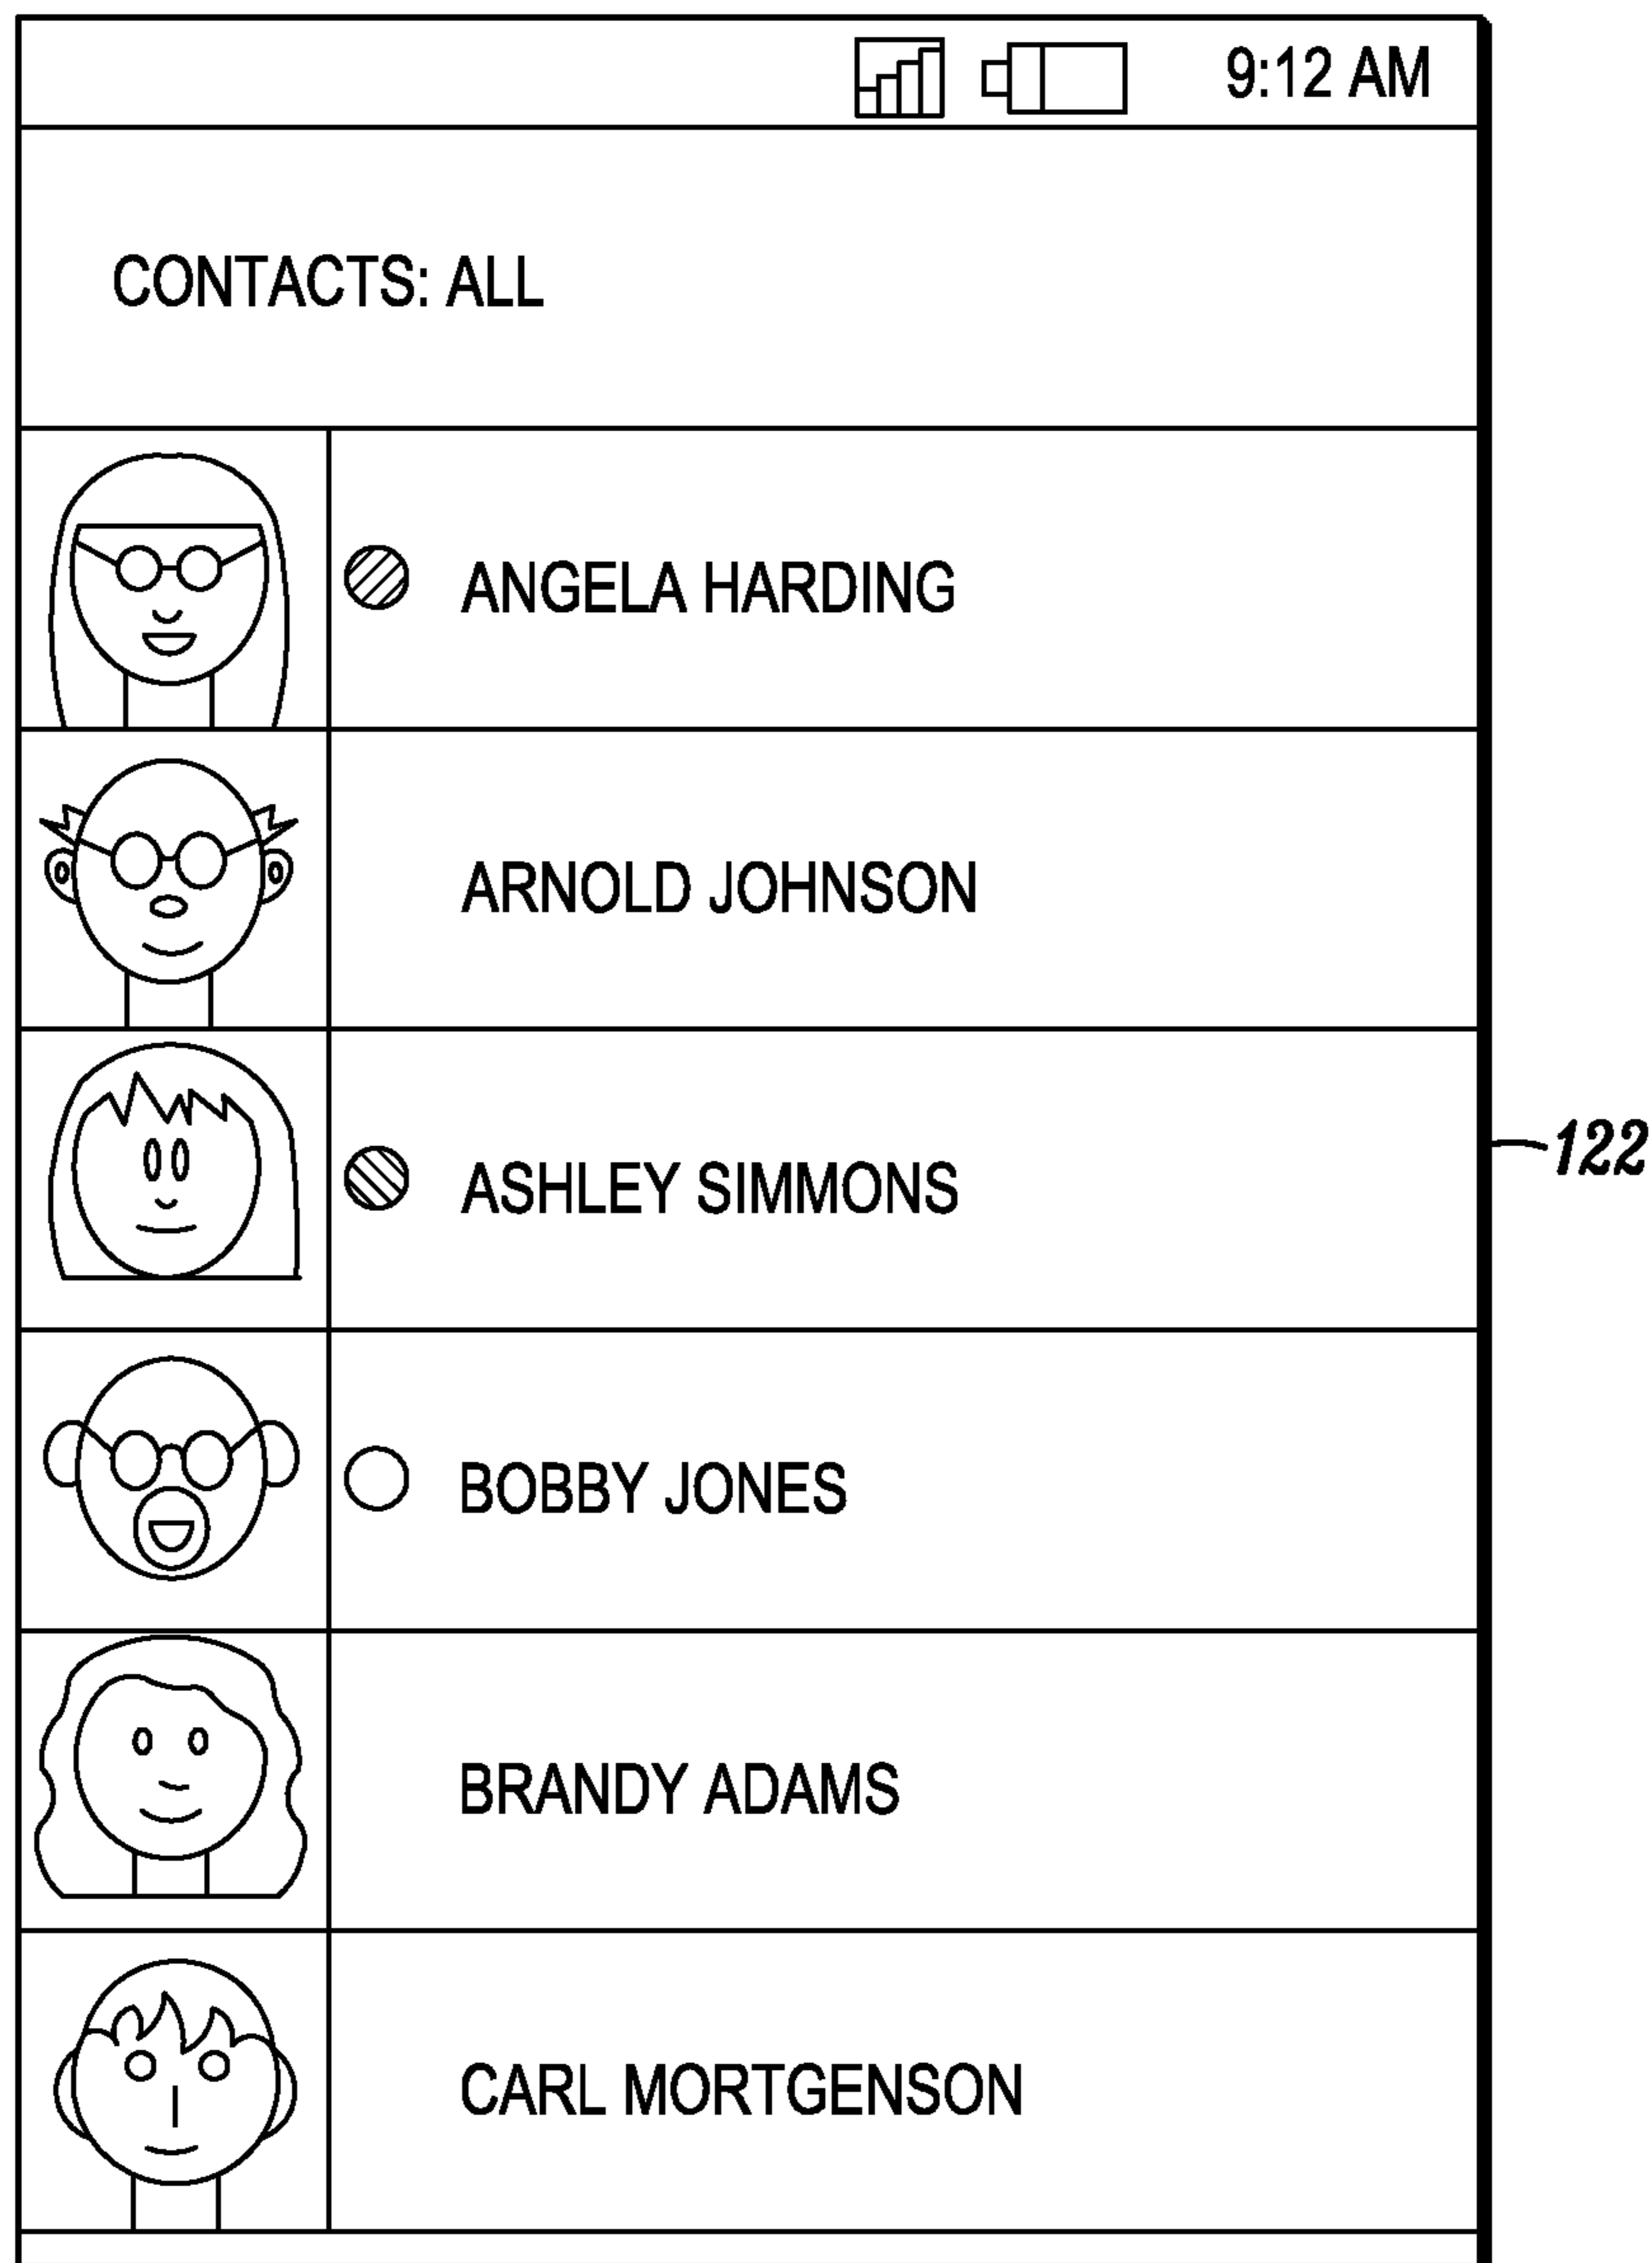 9:12 AM
CONTACTS: ALL
ANGELA HARDING
ARNOLD JOHNSON
ASHLEY SIMMONS
122
BOBBY JONES
BRANDY ADAMS
CARL MORTGENSON